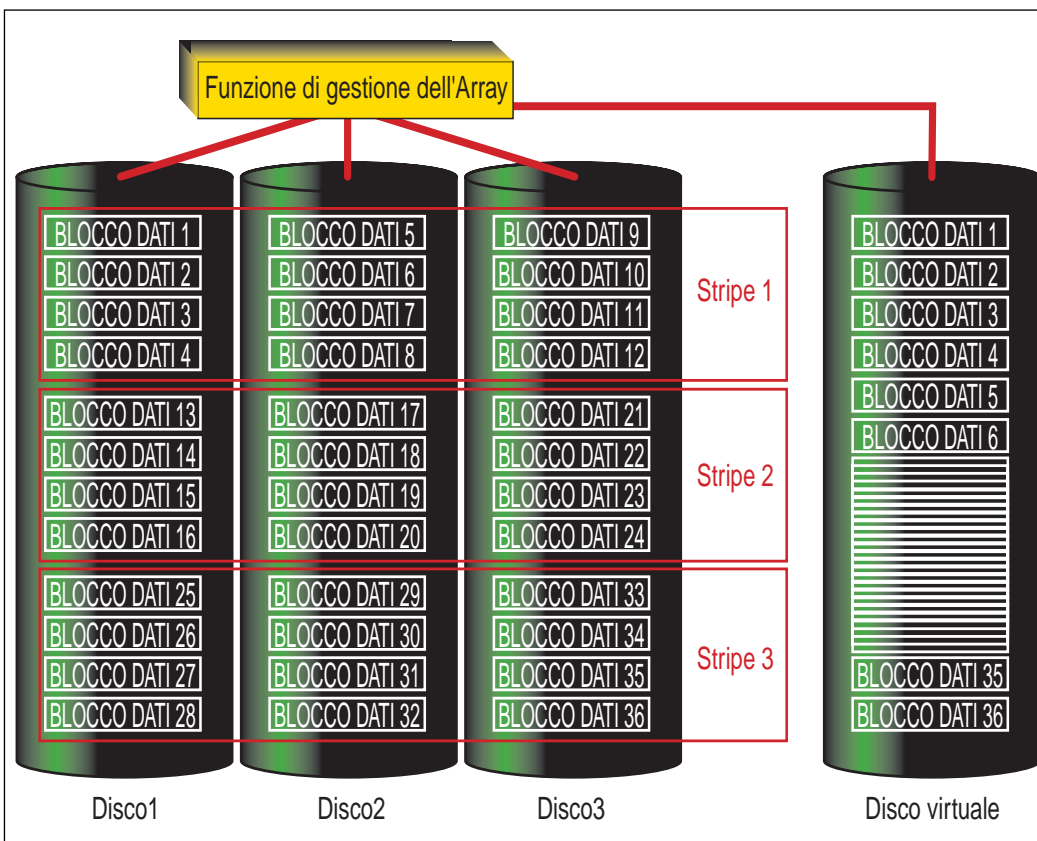 Funzione di gestione dell'Array
BLOCCO DATI 1
BLOCCO DATI 2
BLOCCO DATI 3
BLOCCO DATI 4
BLOCCO DATI 13
BLOCCO DATI 14
BLOCCO DATI 15
BLOCCO DATI 16
BLOCCO DATI 25
BLOCCO DATI 26
BLOCCO DATI 27
BLOCCO DATI 28
Disco1
BLOCCO DATI 5
BLOCCO DATI 6
BLOCCO DATI 7
BLOCCO DATI 8
BLOCCO DATI 17
BLOCCO DATI 18
BLOCCO DATI 19
BLOCCO DATI 20
BLOCCO DATI 29
BLOCCO DATI 30
BLOCCO DATI 31
BLOCCO DATI 32
Disco2
BLOCCO DATI 9
BLOCCO DATI 10
BLOCCO DATI 11
BLOCCO DATI 12
BLOCCO DATI 21
BLOCCO DATI 22
BLOCCO DATI 23
BLOCCO DATI 24
BLOCCO DATI 33
BLOCCO DATI 34
BLOCCO DATI 35
BLOCCO DATI 36
Disco3
Stripe 1
Stripe 2
Stripe 3
BLOCCO DATI 1
BLOCCO DATI 2
BLOCCO DATI 3
BLOCCO DATI 4
BLOCCO DATI 5
BLOCCO DATI 6
BLOCCO DATI 35
BLOCCO DATI 36
Disco virtuale